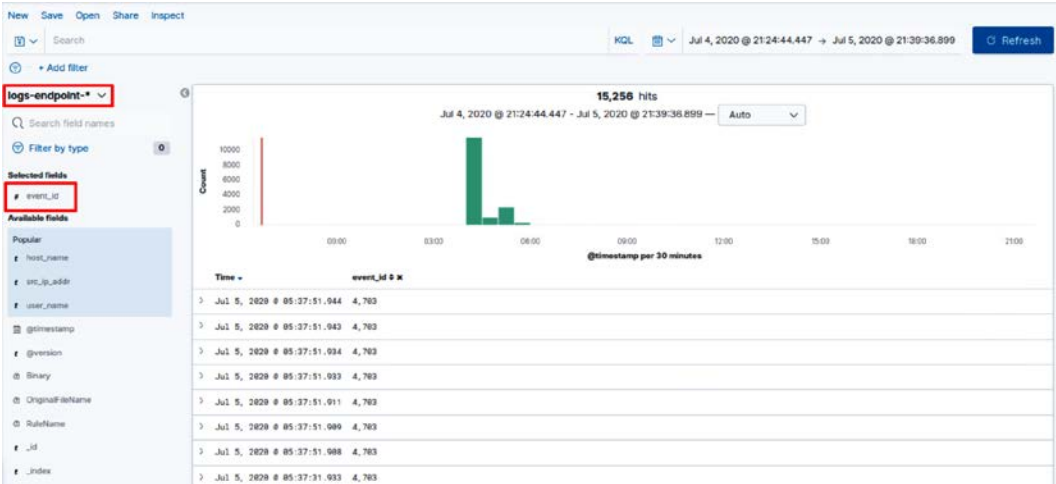 New Save Open Share Inspect
Search KQL Jul 4, 2020 @ 21:24:44.447 → Jul 5, 2020 @ 21:39:36.899 Refresh
+ Add filter
logs-endpoint-*
Search field names
Filter by type 0
Selected fields
# event_id
Available fields
Popular
t host_name
t src_ip_addr
t user_name
@timestamp
t @version
Binary
OriginalFileName
RuleName
t _id
t _index
15,256 hits
Jul 4, 2020 @ 21:24:44.447 - Jul 5, 2020 @ 21:39:36.899 — Auto
Count
10000
8000
6000
4000
2000
0
00:00 03:00 06:00 09:00 12:00 15:00 18:00 21:00
@timestamp per 30 minutes
Time event_id
Jul 5, 2020 @ 05:37:51.944 4,703
Jul 5, 2020 @ 05:37:51.943 4,703
Jul 5, 2020 @ 05:37:51.934 4,703
Jul 5, 2020 @ 05:37:51.933 4,703
Jul 5, 2020 @ 05:37:51.911 4,703
Jul 5, 2020 @ 05:37:51.909 4,703
Jul 5, 2020 @ 05:37:51.908 4,703
Jul 5, 2020 @ 05:37:31.933 4,703